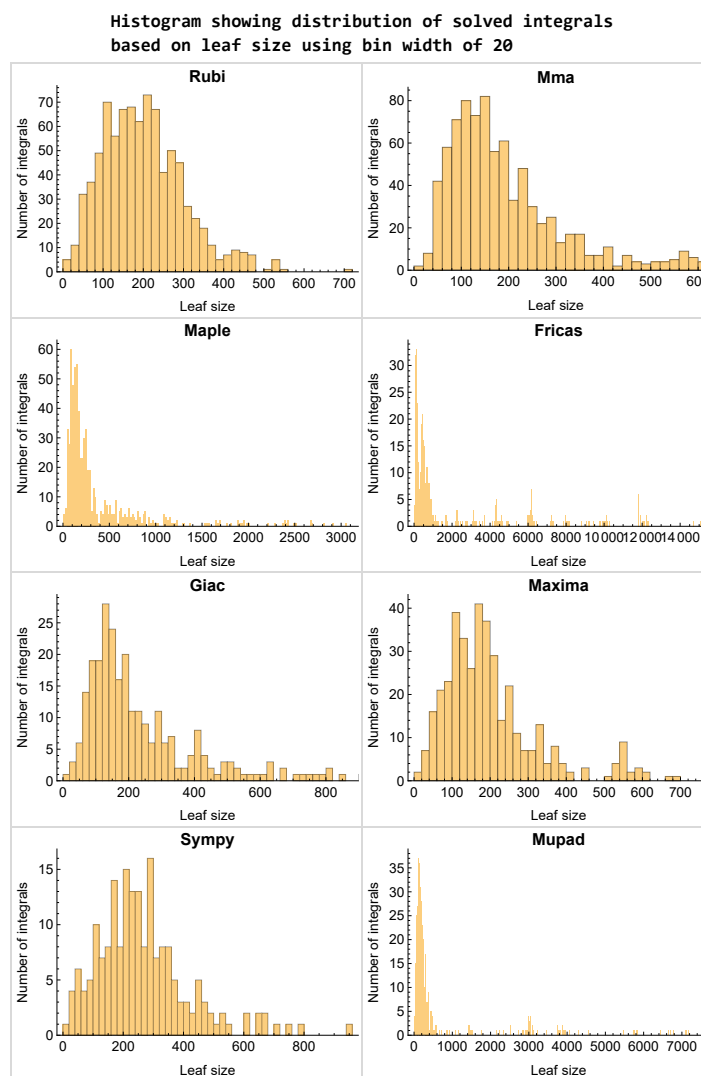 Histogram showing distribution of solved integrals
based on leaf size using bin width of 20
Rubi
Number of integrals
0 10 20 30 40 50 60 70
0 100 200 300 400 500 600 700
Leaf size
Mma
Number of integrals
0 20 40 60 80
0 100 200 300 400 500 600
Leaf size
Maple
Number of integrals
0 10 20 30 40 50 60
0 500 1000 1500 2000 2500 3000
Leaf size
Fricas
Number of integrals
0 5 10 15 20 25 30
0 2000 4000 6000 8000 10000 12000 14000
Leaf size
Giac
Number of integrals
0 5 10 15 20 25
0 200 400 600 800
Leaf size
Maxima
Number of integrals
0 10 20 30 40
0 100 200 300 400 500 600 700
Leaf size
Sympy
Number of integrals
0 5 10 15
0 200 400 600 800
Leaf size
Mupad
Number of integrals
0 5 10 15 20 25 30 35
0 1000 2000 3000 4000 5000 6000 7000
Leaf size